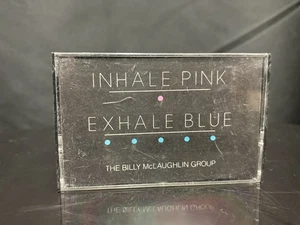 INHALE PINK
EXHALE BLUE
THE BILLY McLAUGHLIN GROUP